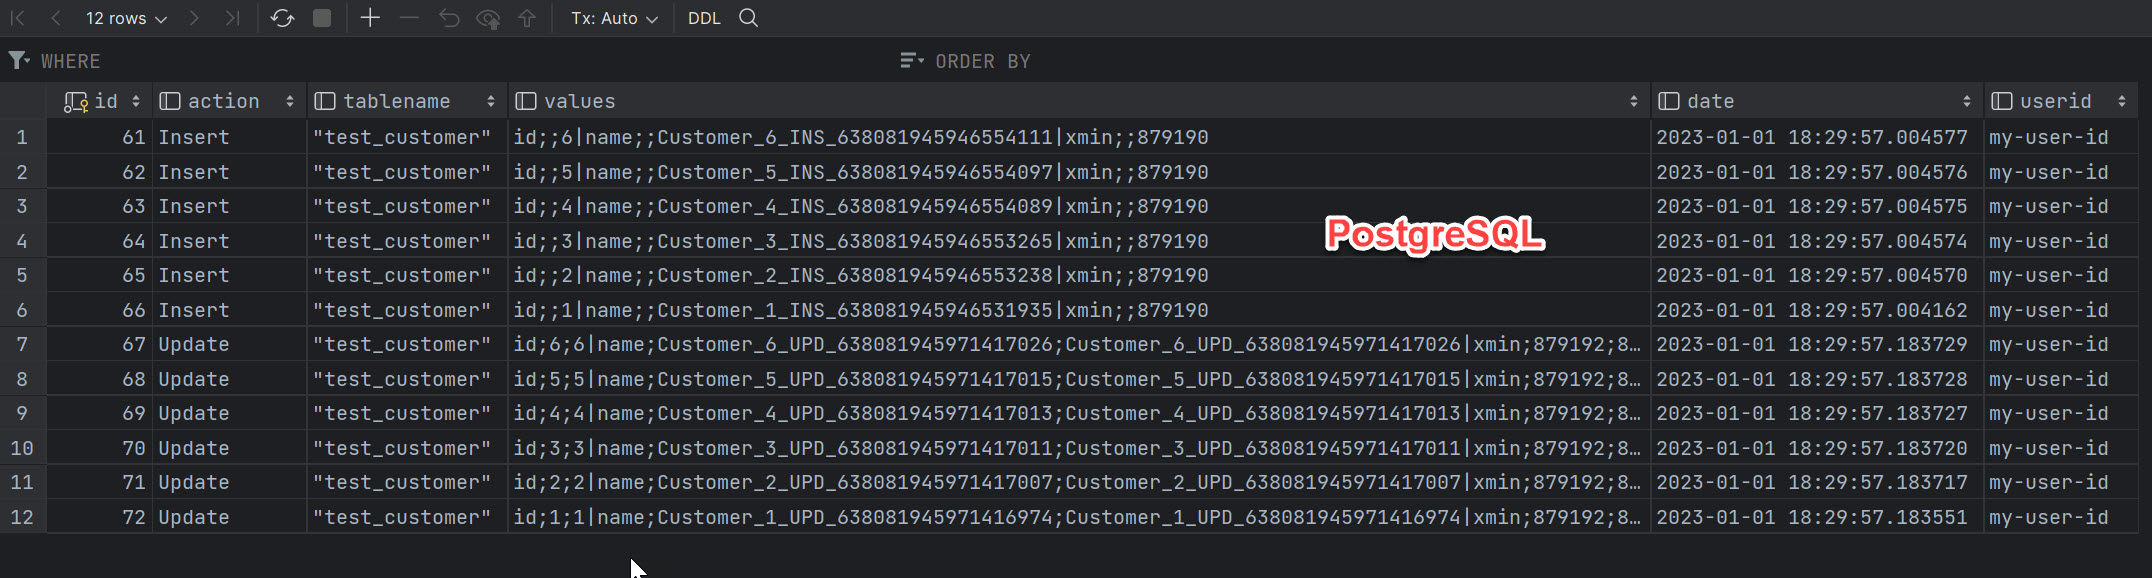 12 rows Tx: Auto DDL
WHERE ORDER BY
id action tablename values date userid
1 61 Insert "test_customer" id;;6|name;;Customer_6_INS_638081945946554111|xmin;;879190 2023-01-01 18:29:57.004577 my-user-id
2 62 Insert "test_customer" id;;5|name;;Customer_5_INS_638081945946554097|xmin;;879190 2023-01-01 18:29:57.004576 my-user-id
3 63 Insert "test_customer" id;;4|name;;Customer_4_INS_638081945946554089|xmin;;879190 2023-01-01 18:29:57.004575 my-user-id
PostgreSQL
4 64 Insert "test_customer" id;;3|name;;Customer_3_INS_638081945946553265|xmin;;879190 2023-01-01 18:29:57.004574 my-user-id
5 65 Insert "test_customer" id;;2|name;;Customer_2_INS_638081945946553238|xmin;;879190 2023-01-01 18:29:57.004570 my-user-id
6 66 Insert "test_customer" id;;1|name;;Customer_1_INS_638081945946531935|xmin;;879190 2023-01-01 18:29:57.004162 my-user-id
7 67 Update "test_customer" id;6;6|name;Customer_6_UPD_638081945971417026;Customer_6_UPD_638081945971417026|xmin;879192;8… 2023-01-01 18:29:57.183729 my-user-id
8 68 Update "test_customer" id;5;5|name;Customer_5_UPD_638081945971417015;Customer_5_UPD_638081945971417015|xmin;879192;8… 2023-01-01 18:29:57.183728 my-user-id
9 69 Update "test_customer" id;4;4|name;Customer_4_UPD_638081945971417013;Customer_4_UPD_638081945971417013|xmin;879192;8… 2023-01-01 18:29:57.183727 my-user-id
10 70 Update "test_customer" id;3;3|name;Customer_3_UPD_638081945971417011;Customer_3_UPD_638081945971417011|xmin;879192;8… 2023-01-01 18:29:57.183720 my-user-id
11 71 Update "test_customer" id;2;2|name;Customer_2_UPD_638081945971417007;Customer_2_UPD_638081945971417007|xmin;879192;8… 2023-01-01 18:29:57.183717 my-user-id
12 72 Update "test_customer" id;1;1|name;Customer_1_UPD_638081945971416974;Customer_1_UPD_638081945971416974|xmin;879192;8… 2023-01-01 18:29:57.183551 my-user-id